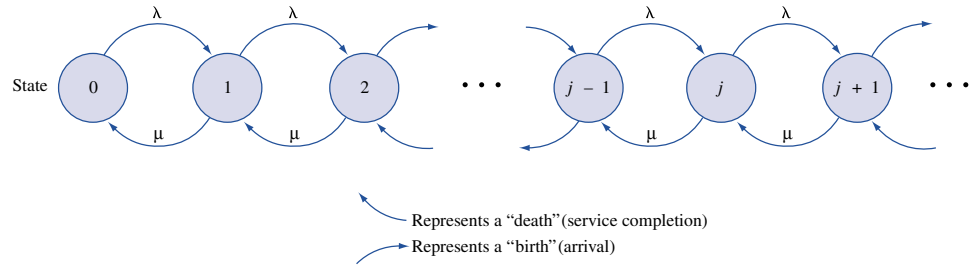 λ λ λ λ
State 0 1 2 • • • j – 1 j j + 1 • • •
μ μ μ μ
Represents a “death”(service completion)
Represents a “birth”(arrival)